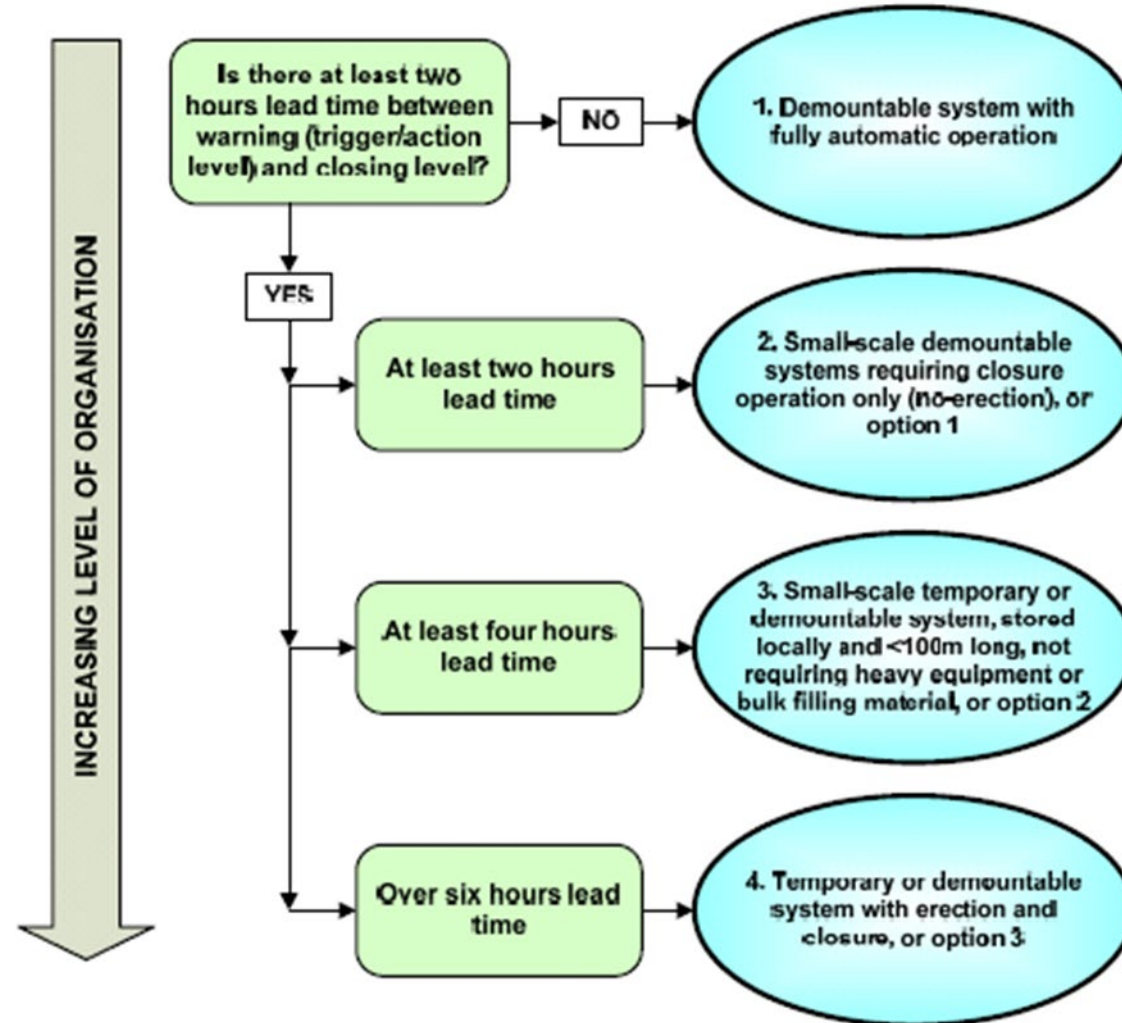 INCREASING LEVEL OF ORGANISATION
Is there at least two
hours lead time between
warning (trigger/action
level) and closing level?
NO
1. Demountable system with
fully automatic operation
YES
At least two hours
lead time
2. Small-scale demountable
systems requiring closure
operation only (no-erection), or
option 1
At least four hours
lead time
3. Small-scale temporary or
demountable system, stored
locally and <100m long, not
requiring heavy equipment or
bulk filling material, or option 2
Over six hours lead
time
4. Temporary or demountable
system with erection and
closure, or option 3